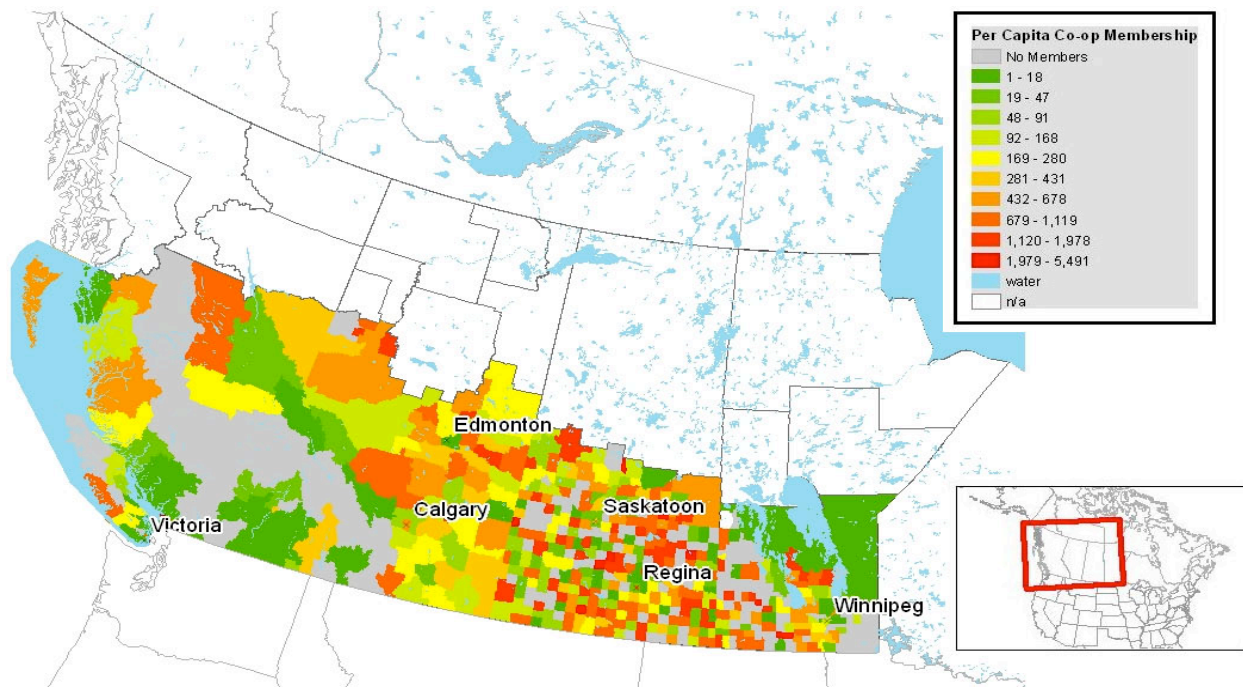 Per Capita Co-op Membership
No Members
1 - 18
19 - 47
48 - 91
92 - 168
169 - 280
281 - 431
432 - 678
679 - 1,119
1,120 - 1,978
1,979 - 5,491
water
n/a
Edmonton
Calgary
Saskatoon
Victoria
Regina
Winnipeg